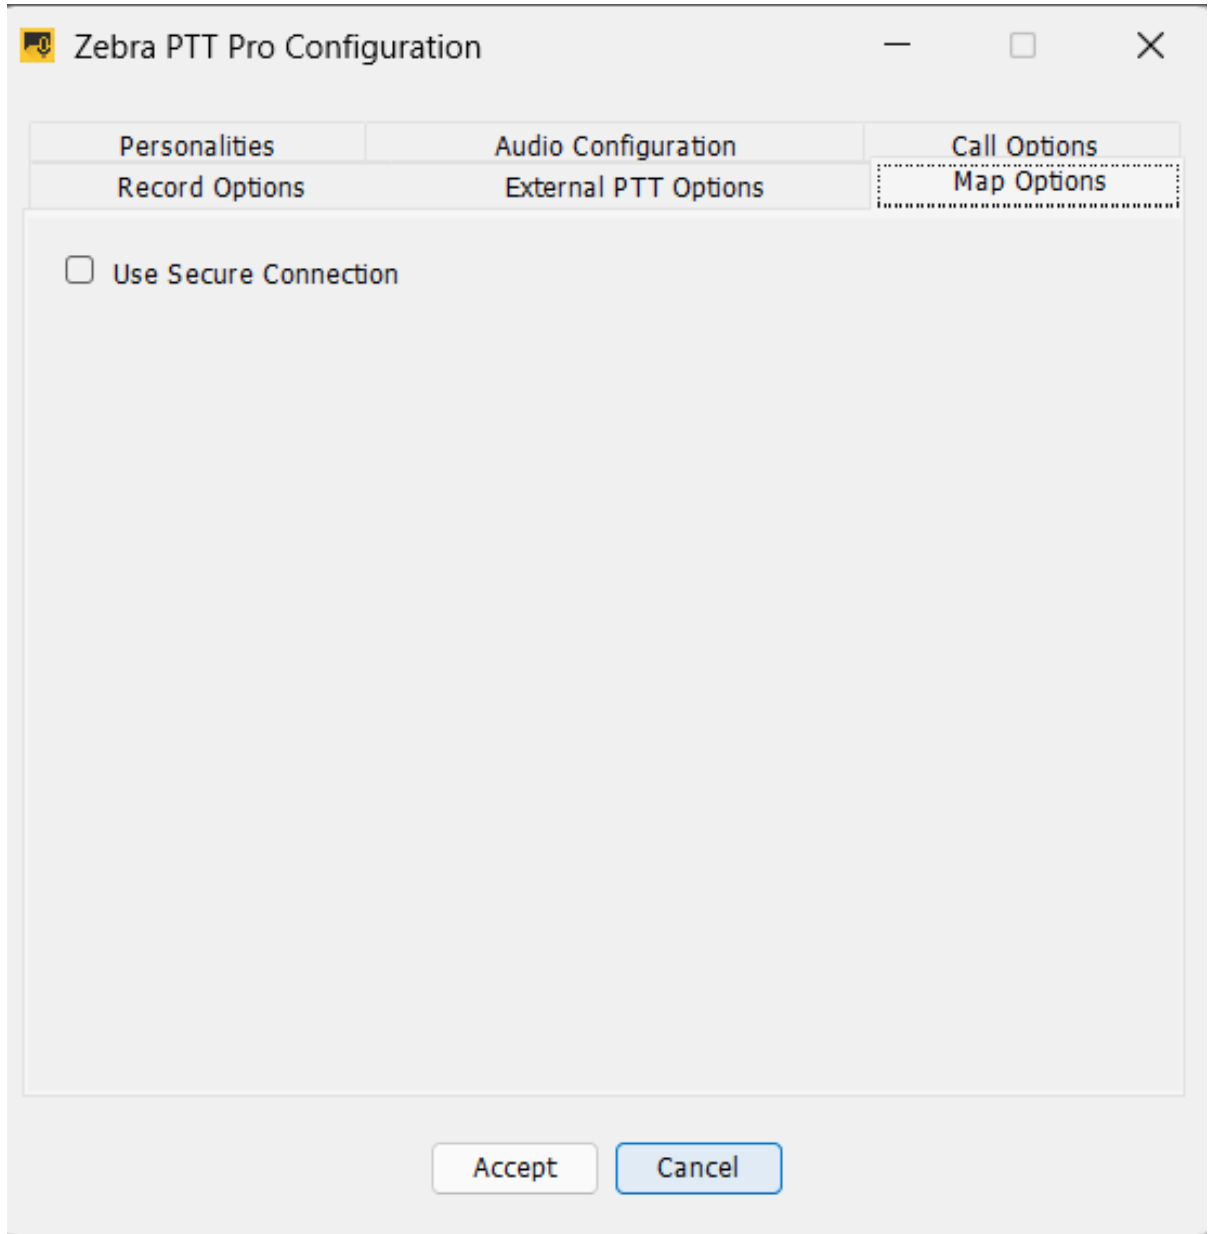 Zebra PTT Pro Configuration
Personalities Audio Configuration Call Options
Record Options External PTT Options Map Options
Use Secure Connection
Accept Cancel